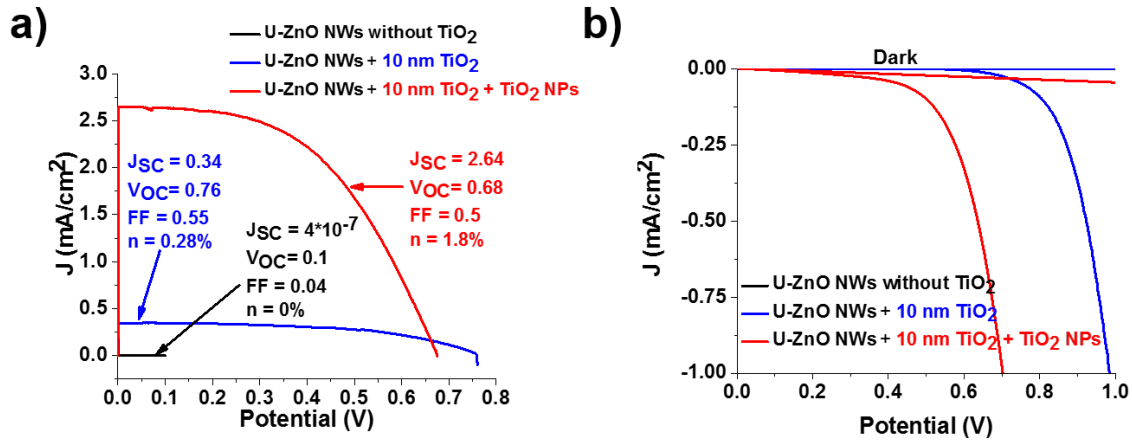 a)
U-ZnO NWs without TiO2
U-ZnO NWs + 10 nm TiO2
U-ZnO NWs + 10 nm TiO2 + TiO2 NPs
3.0
2.5
2.0
1.5
1.0
0.5
0.0
J (mA/cm2)
JSC = 0.34
VOC = 0.76
FF = 0.55
n = 0.28%
JSC = 4*10-7
VOC = 0.1
FF = 0.04
n = 0%
JSC = 2.64
VOC = 0.68
FF = 0.5
n = 1.8%
0.0 0.1 0.2 0.3 0.4 0.5 0.6 0.7 0.8
Potential (V)
b)
Dark
0.00
-0.25
-0.50
-0.75
-1.00
J (mA/cm2)
U-ZnO NWs without TiO2
U-ZnO NWs + 10 nm TiO2
U-ZnO NWs + 10 nm TiO2 + TiO2 NPs
0.0 0.2 0.4 0.6 0.8 1.0
Potential (V)